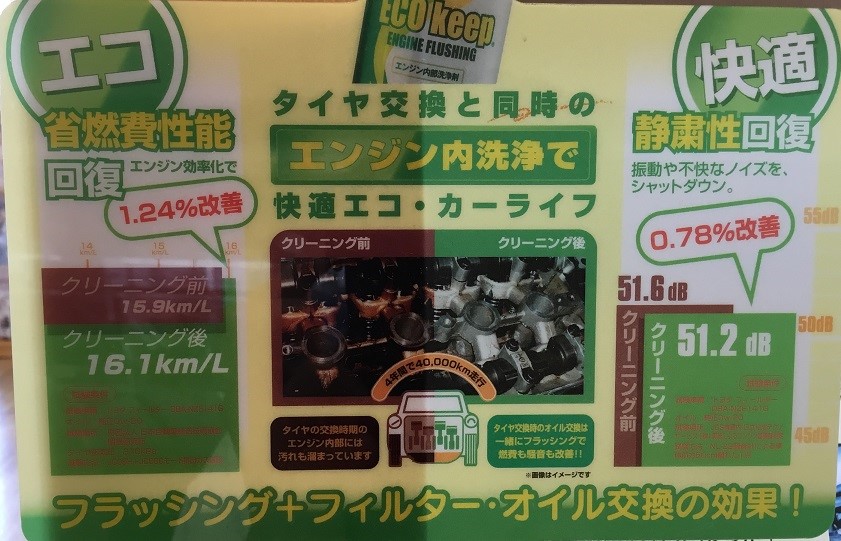 ECO keep
ENGINE FLUSHING
エンジン内部洗浄剤
エコ
省燃費性能
回復
エンジン効率化で
1.24%改善
14
km/L
15
km/L
16
km/L
クリーニング前
15.9km/L
クリーニング後
16.1km/L
タイヤ交換と同時の
エンジン内洗浄で
快適エコ・カーライフ
クリーニング前
クリーニング後
4年間で40,000km走行
タイヤの交換時期の
エンジン内部には
汚れも溜まっています
タイヤ交換時のオイル交換は
一緒にフラッシングで
燃費も騒音も改善!!
※画像はイメージです
快適
静粛性回復
振動や不快なノイズを、
シャットダウン。
0.78%改善
55dB
51.6 dB
50dB
クリーニング前
クリーニング後
51.2 dB
45dB
フラッシング+フィルター・オイル交換の効果!